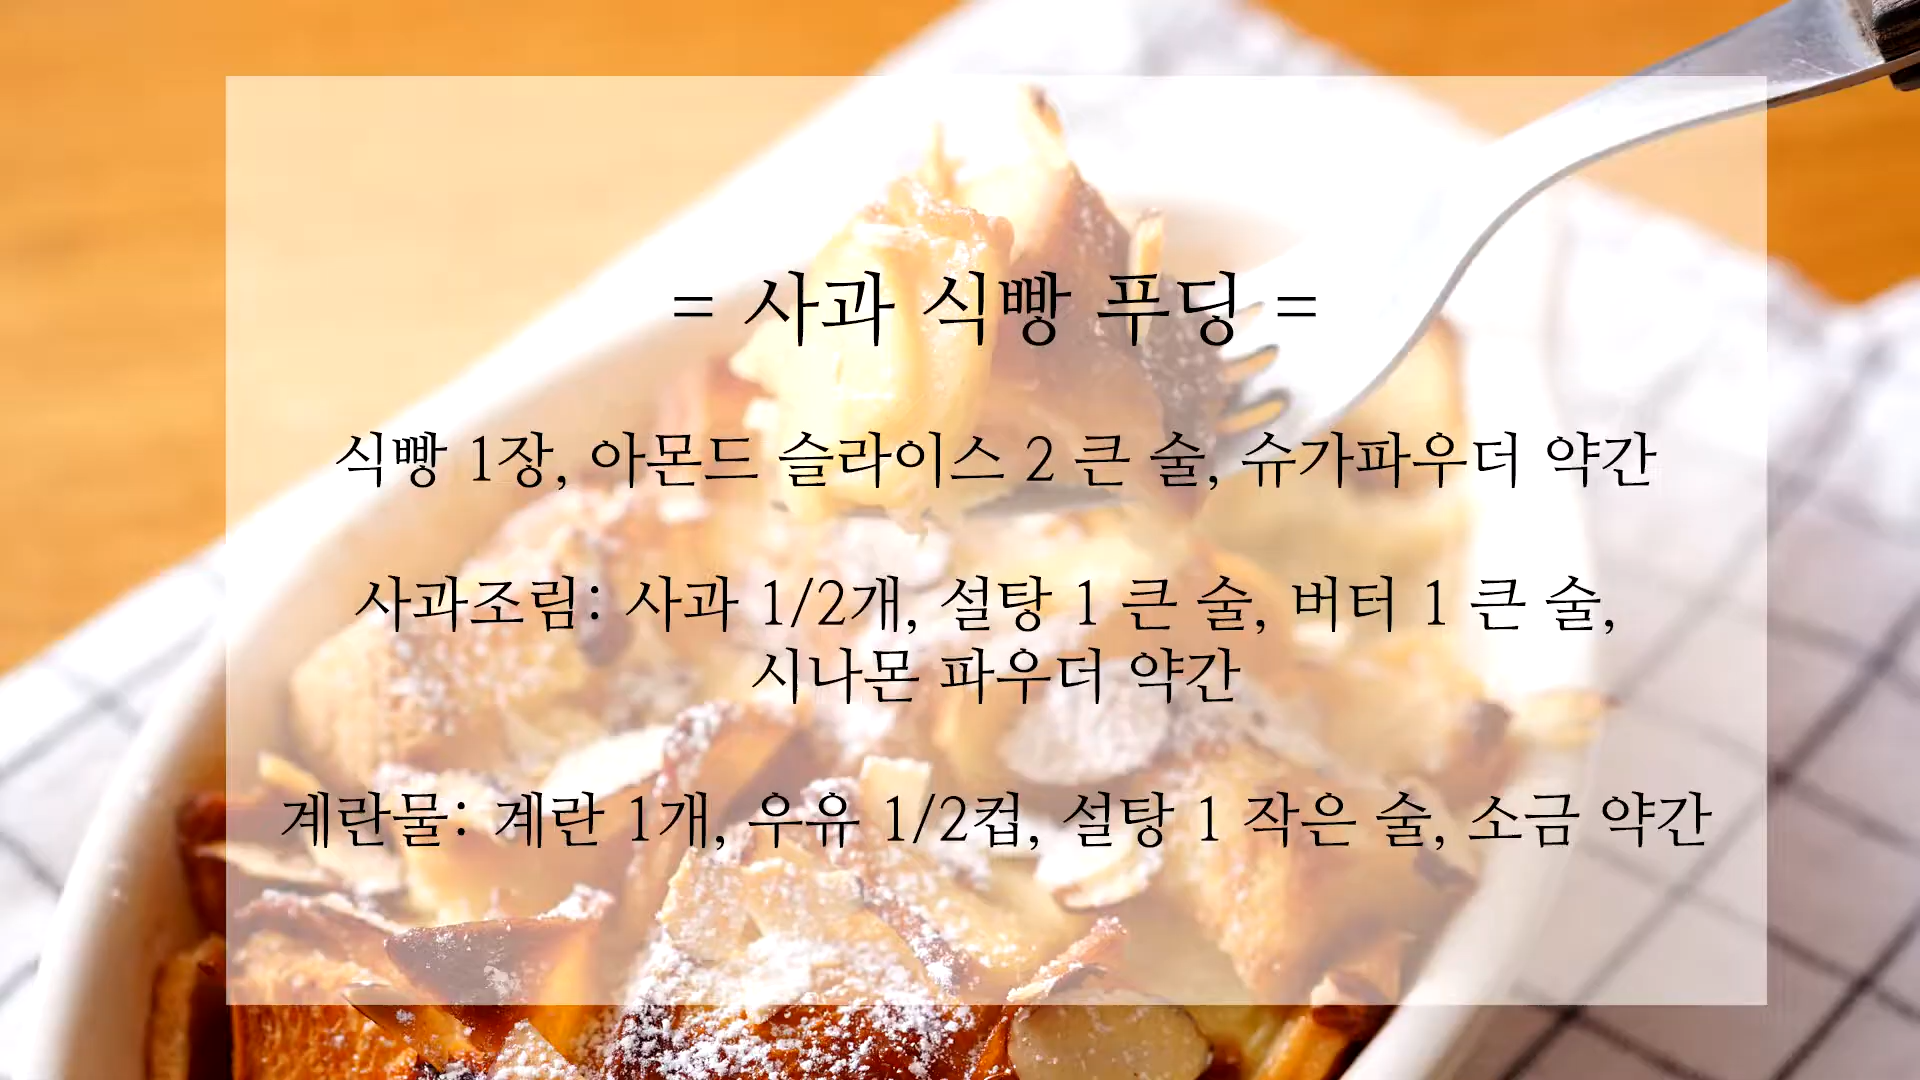 = 사과 식빵 푸딩 =
식빵 1장, 아몬드 슬라이스 2 큰 술, 슈가파우더 약간
사과조림: 사과 1/2개, 설탕 1 큰 술, 버터 1 큰 술,
시나몬 파우더 약간
계란물: 계란 1개, 우유 1/2컵, 설탕 1 작은 술, 소금 약간